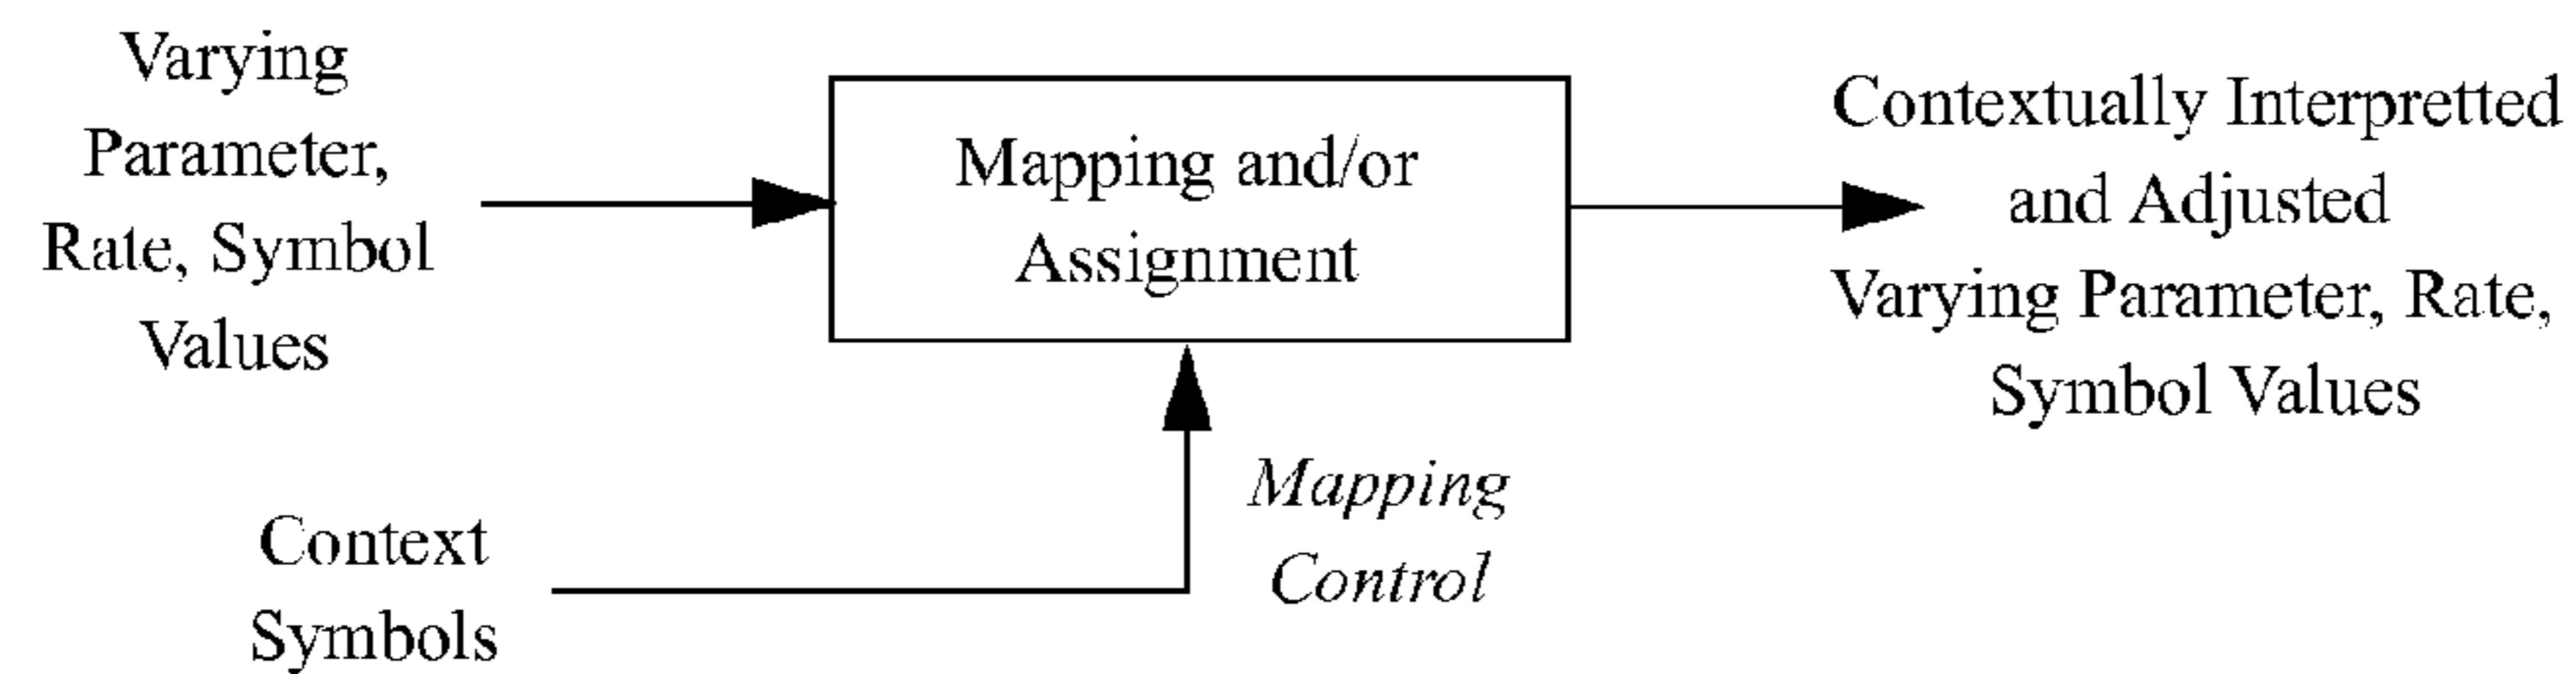 Varying
Parameter,
Rate, Symbol
Values
Mapping and/or
Assignment
Contextually Interpretted
and Adjusted
Varying Parameter, Rate,
Symbol Values
Context
Symbols
Mapping
Control